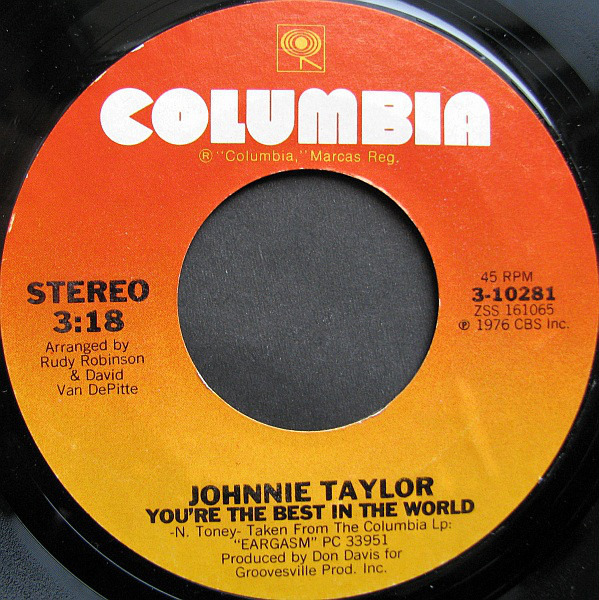 COLUMBIA
® "Columbia," Marcas Reg.
STEREO
3:18
Arranged by
Rudy Robinson
& David
Van DePitte
45 RPM
3-10281
ZSS 161065
℗ 1976 CBS Inc.
JOHNNIE TAYLOR
YOU'RE THE BEST IN THE WORLD
-N. Toney- Taken From The Columbia Lp:
"EARGASM" PC 33951
Produced by Don Davis for
Groovesville Prod. Inc.